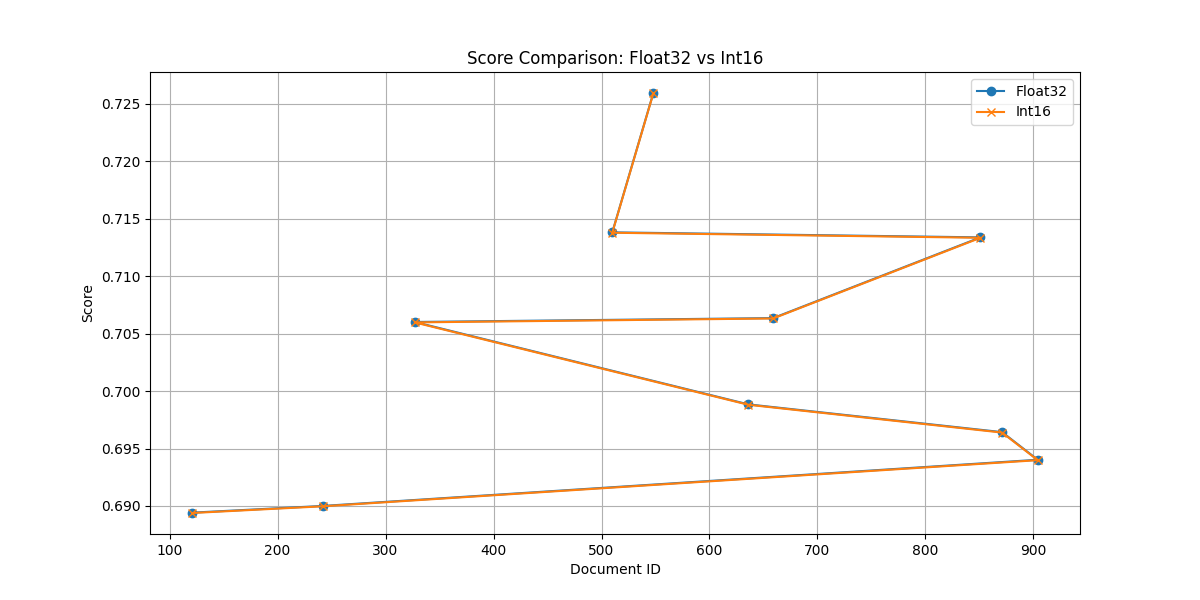 Score Comparison: Float32 vs Int16
Float32
Int16
0.725
0.720
0.715
0.710
0.705
0.700
0.695
0.690
Score
100 200 300 400 500 600 700 800 900
Document ID